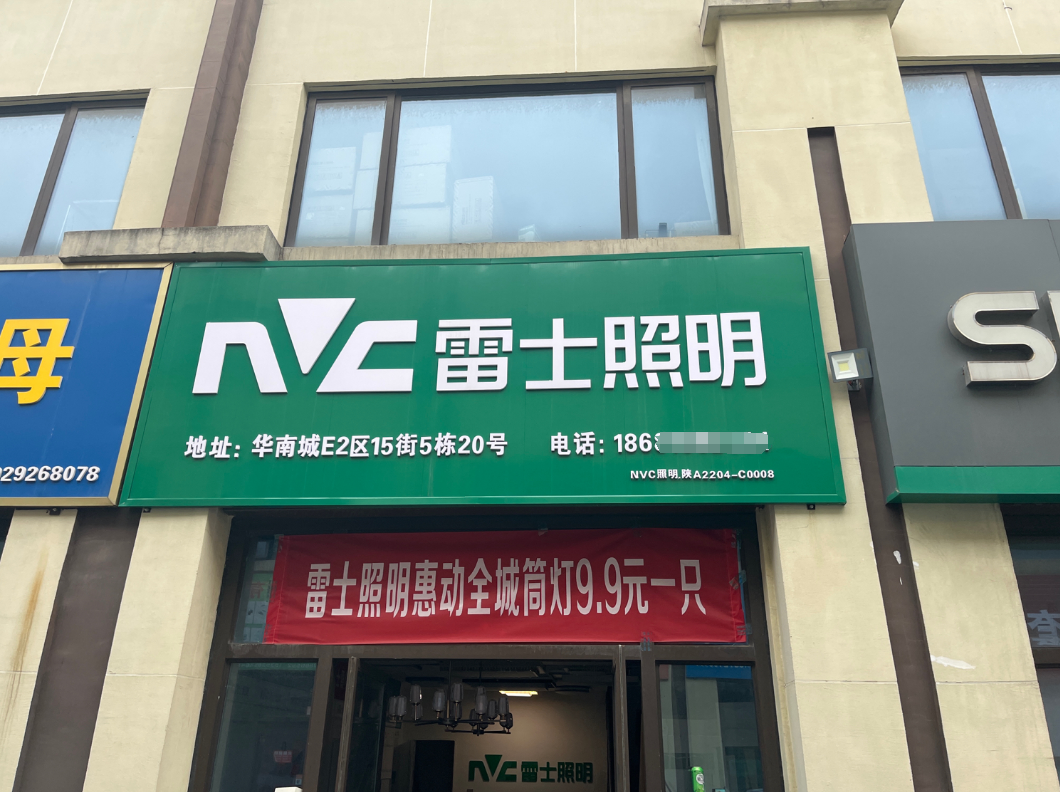 NVC 雷士照明
地址：华南城E2区15街5栋20号 电话：186
NVC照明.陕A2204-C0008
母
29268078
S
雷士照明惠动全城筒灯9.9元一只
NVC 雷士照明